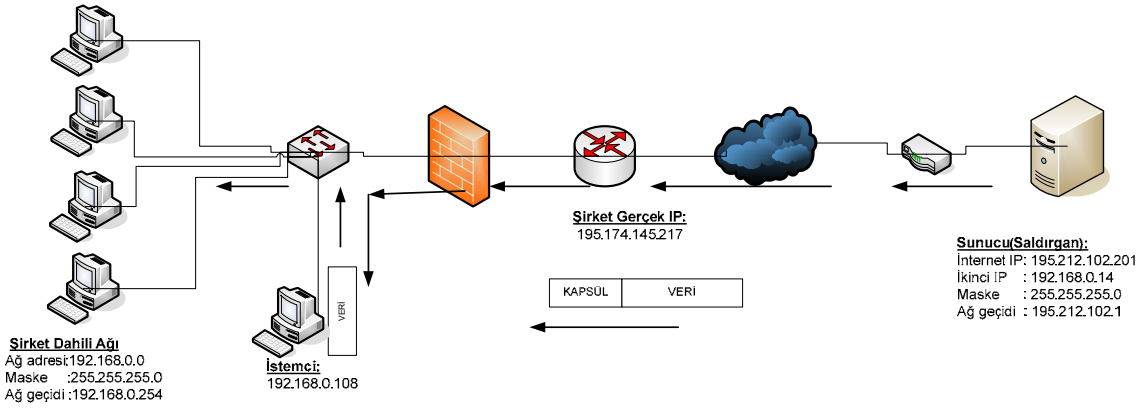 Şirket Gerçek IP:
195.174.145.217
Sunucu(Saldırgan):
İnternet IP: 195.212.102.201
İkinci IP : 192.168.0.14
Maske : 255.255.255.0
Ağ geçidi : 195.212.102.1
KAPSÜL
VERİ
VERİ
İstemci:
192.168.0.108
Şirket Dahili Ağı
Ağ adresi:192.168.0.0
Maske :255.255.255.0
Ağ geçidi :192.168.0.254